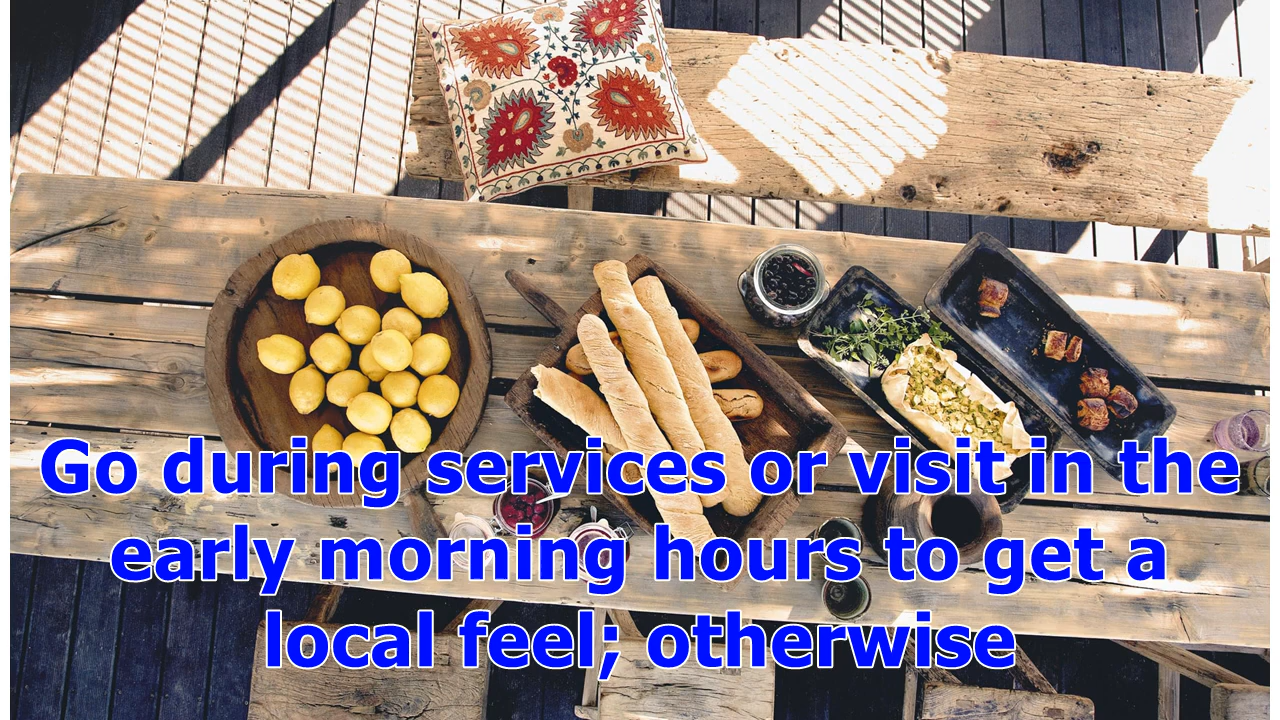 Go during services or visit in the
early morning hours to get a
local feel; otherwise